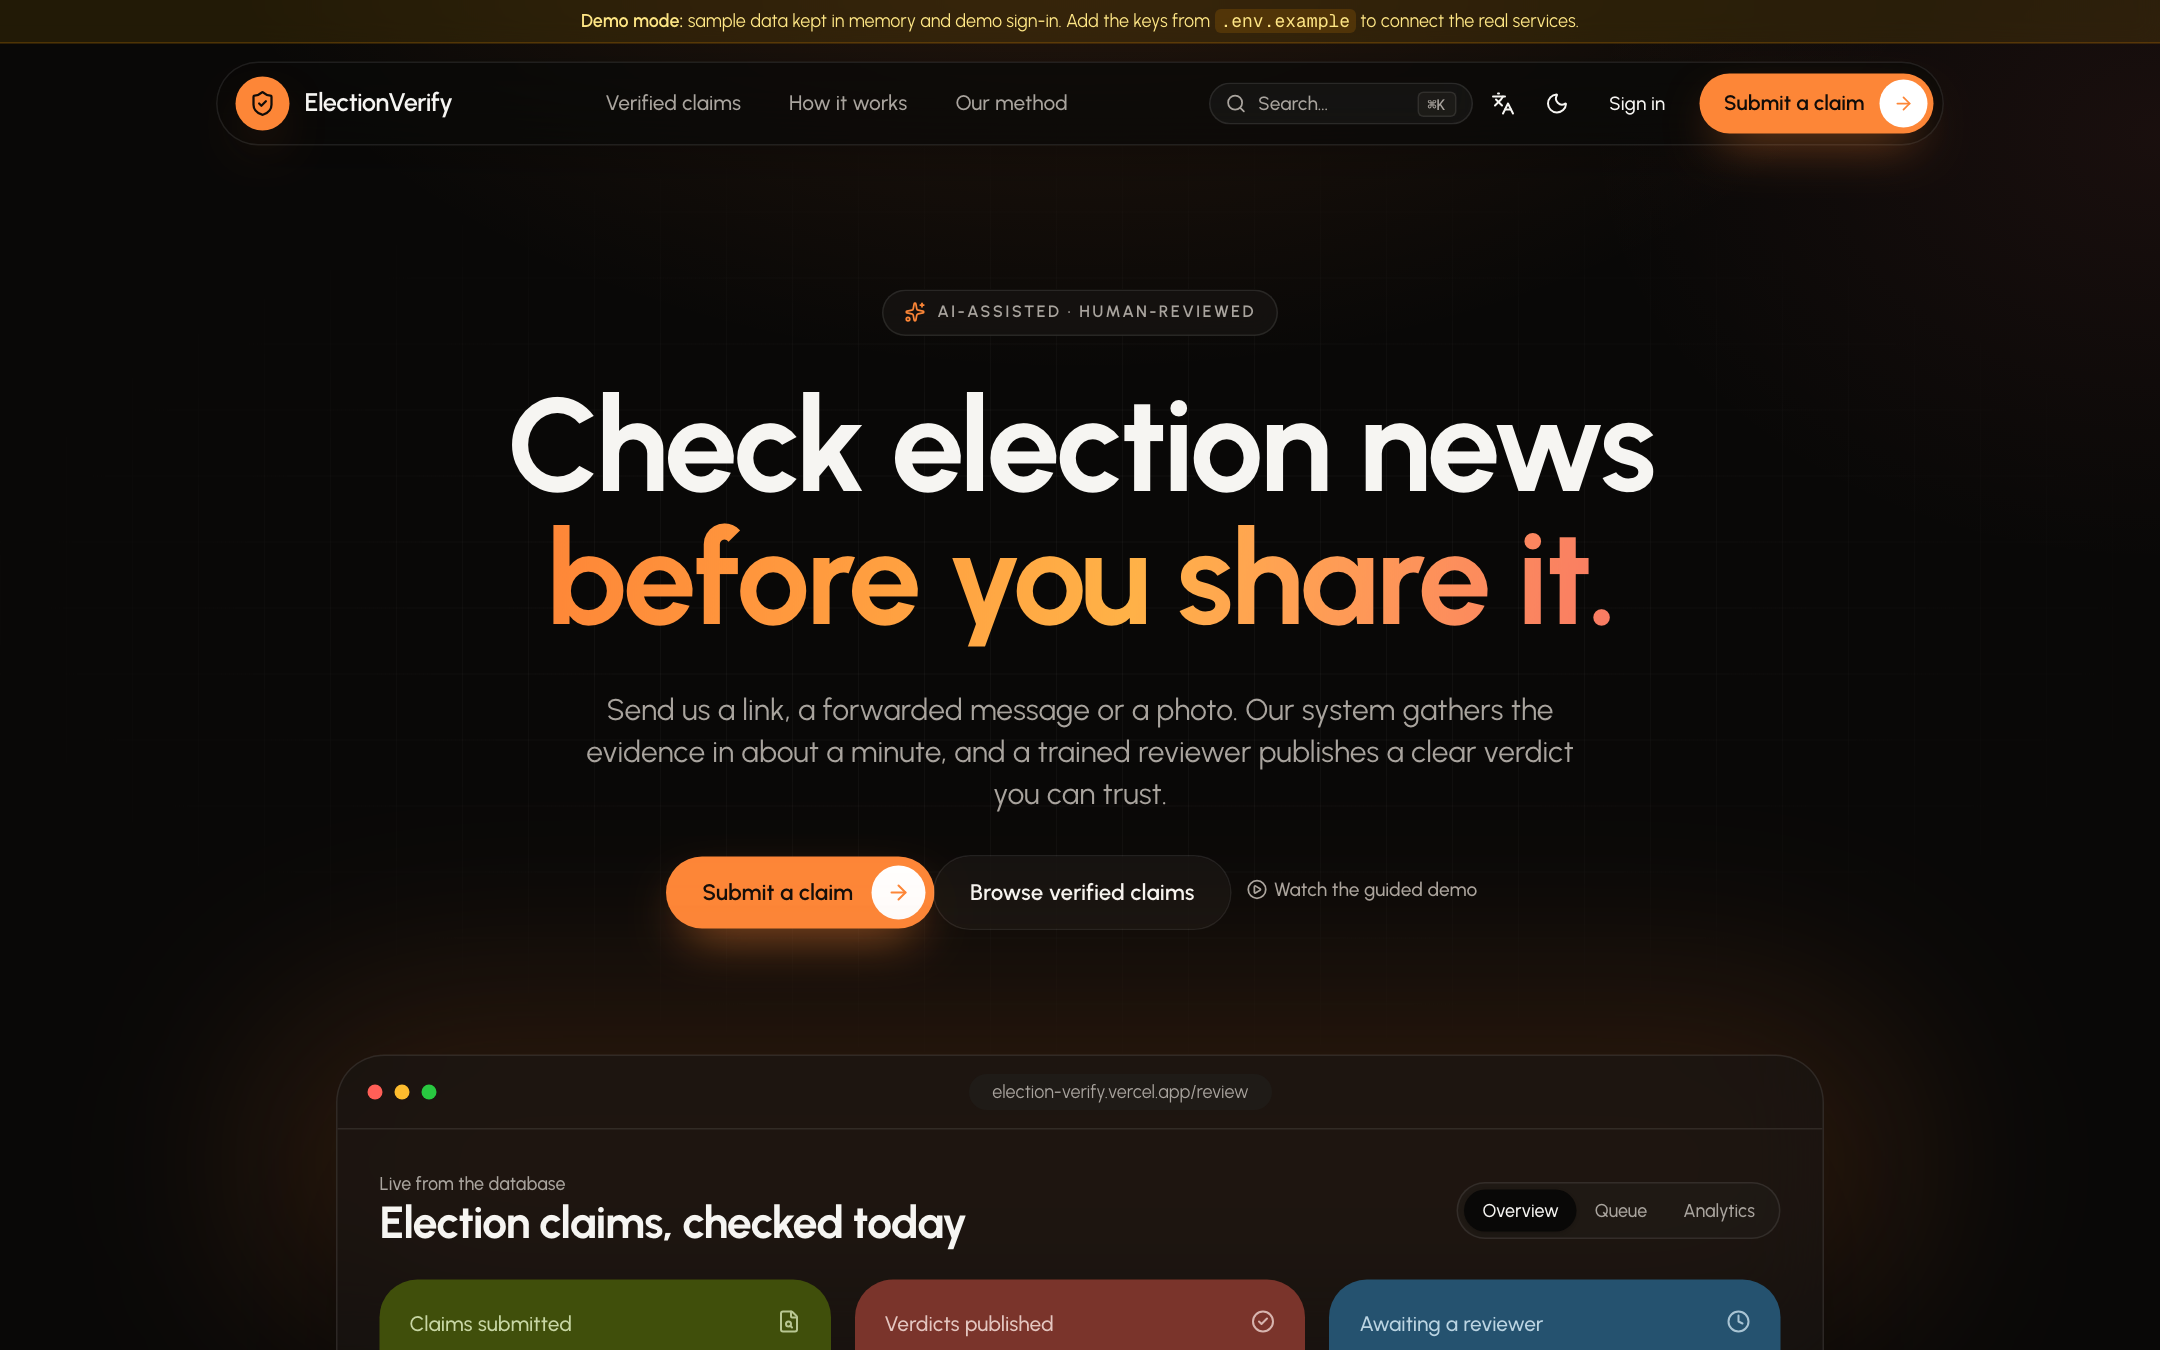 Demo mode: sample data kept in memory and demo sign-in. Add the keys from .env.example to connect the real services.
ElectionVerify
Verified claims
How it works
Our method
Search...
⌘K
Sign in
Submit a claim
AI-ASSISTED · HUMAN-REVIEWED
Check election news
before you share it.
Send us a link, a forwarded message or a photo. Our system gathers the
evidence in about a minute, and a trained reviewer publishes a clear verdict
you can trust.
Submit a claim
Browse verified claims
Watch the guided demo
election-verify.vercel.app/review
Live from the database
Election claims, checked today
Overview
Queue
Analytics
Claims submitted
Verdicts published
Awaiting a reviewer